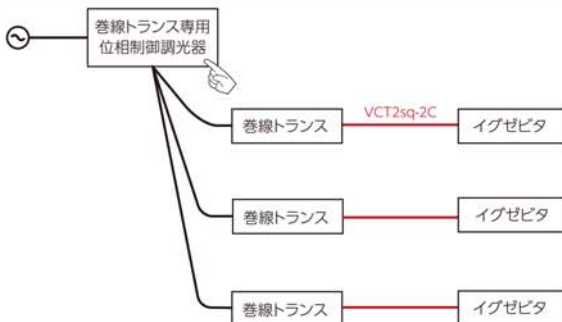 巻線トランス専用
位相制御調光器
巻線トランス
VCT2sq-2C
イグゼビタ
巻線トランス
イグゼビタ
巻線トランス
イグゼビタ